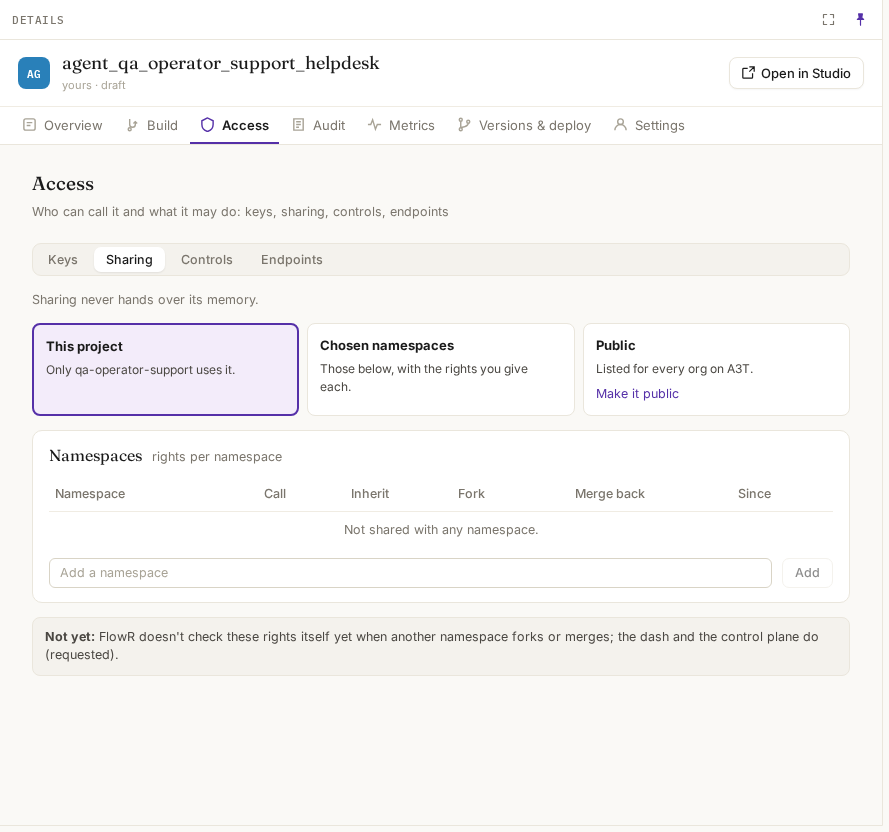 DETAILS
AG
agent_qa_operator_support_helpdesk
yours · draft
Open in Studio
Overview
Build
Access
Audit
Metrics
Versions & deploy
Settings
Access
Who can call it and what it may do: keys, sharing, controls, endpoints
Keys
Sharing
Controls
Endpoints
Sharing never hands over its memory.
This project
Only qa-operator-support uses it.
Chosen namespaces
Those below, with the rights you give
each.
Public
Listed for every org on A3T.
Make it public
Namespaces rights per namespace
Namespace Call Inherit Fork Merge back Since
Not shared with any namespace.
Add a namespace
Add
Not yet: FlowR doesn't check these rights itself yet when another namespace forks or merges; the dash and the control plane do
(requested).